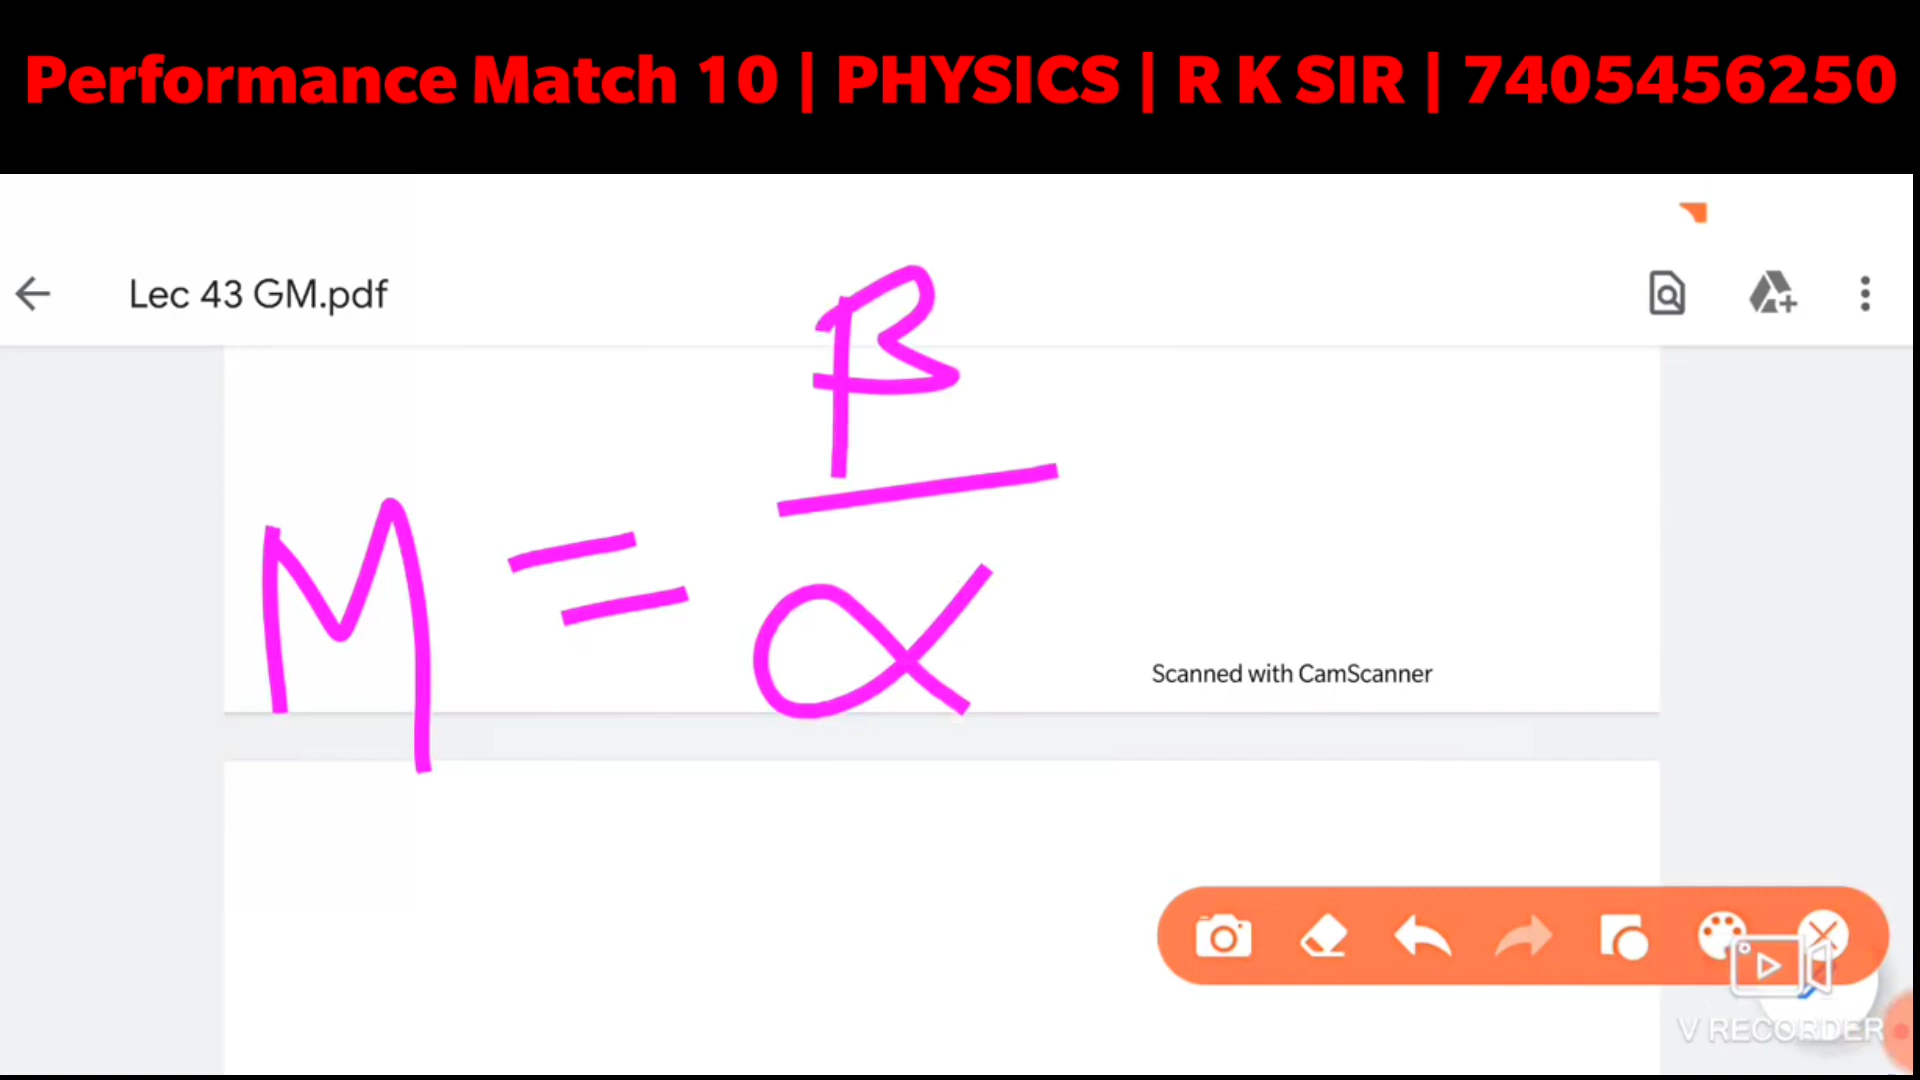 Performance Match 10 | PHYSICS | R K SIR | 7405456250
Lec 43 GM.pdf
M = β/α
Scanned with CamScanner
V RECORDER